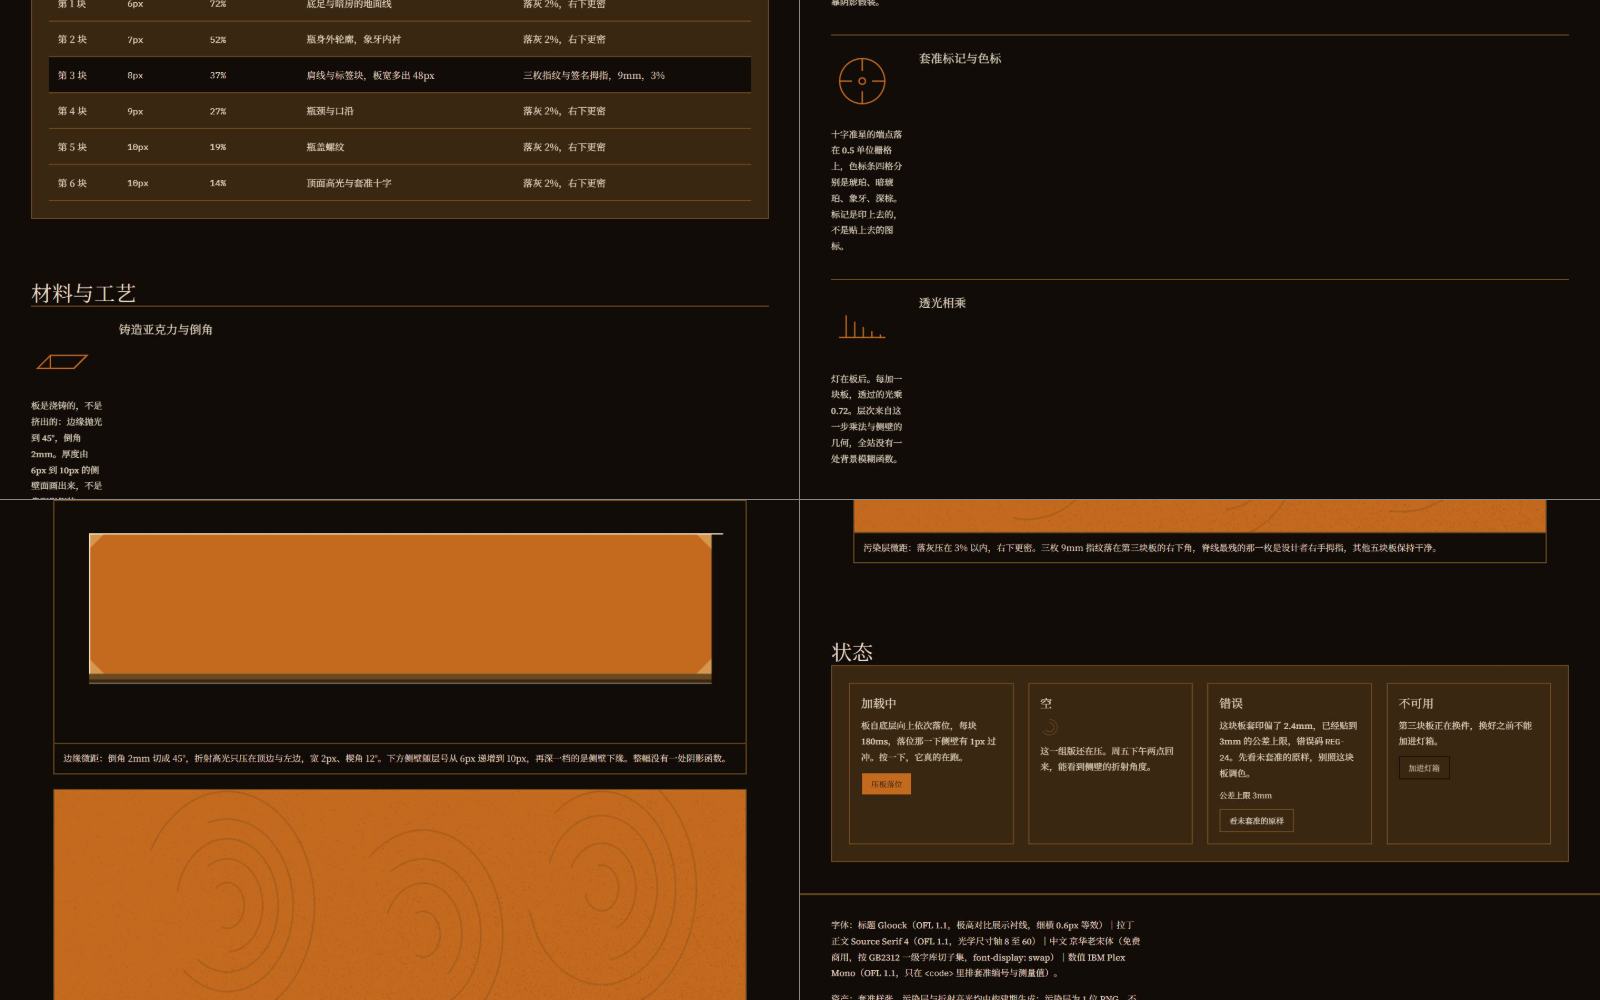 第 1 块 6px 72% 底足与暗房的地面线 落灰 2%，右下更密
第 2 块 7px 52% 瓶身外轮廓，象牙内衬 落灰 2%，右下更密
第 3 块 8px 37% 肩线与标签块，板宽多出 48px 三枚指纹与签名拇指，9mm，3%
第 4 块 9px 27% 瓶颈与口沿 落灰 2%，右下更密
第 5 块 10px 19% 瓶盖螺纹 落灰 2%，右下更密
第 6 块 10px 14% 顶面高光与套准十字 落灰 2%，右下更密
材料与工艺
铸造亚克力与倒角
板是浇铸的，不是
挤出的：边缘抛光
到 45°，倒角
2mm。厚度由
6px 到 10px 的侧
壁面画出来，不是
靠阴影假装。
套准标记与色标
十字准星的端点落
在 0.5 单位栅格
上，色标条四格分
别是琥珀、暗琥
珀、象牙、深棕。
标记是印上去的，
不是贴上去的图
标。
透光相乘
灯在板后。每加一
块板，透过的光乘
0.72。层次来自这
一步乘法与侧壁的
几何，全站没有一
处背景模糊函数。
边缘微距：倒角 2mm 切成 45°，折射高光只压在顶边与左边，宽 2px、楔角 12°。下方侧壁随层号从 6px 递增到 10px，再深一档的是侧壁下缘。整幅没有一处阴影函数。
污染层微距：落灰压在 3% 以内，右下更密。三枚 9mm 指纹落在第三块板的右下角，脊线最残的那一枚是设计者右手拇指，其他五块板保持干净。
状态
加载中
板自底层向上依次落位，每块
180ms，落位那一下侧壁有 1px 过
冲。按一下，它真的在跑。
压板落位
空
这一组版还在压。周五下午两点回
来，能看到侧壁的折射角度。
错误
这块板套印偏了 2.4mm，已经贴到
3mm 的公差上限，错误码 REG-
24。先看未套准的原样，别照这块
板调色。
公差上限 3mm
看未套准的原样
不可用
第三块板正在换件，换好之前不能
加进灯箱。
加进灯箱
字体：标题 Gloock（OFL 1.1，极高对比展示衬线，细横 0.6px 等效）｜拉丁
正文 Source Serif 4（OFL 1.1，光学尺寸轴 8 至 60）｜中文 京华老宋体（免费
商用，按 GB2312 一级字库切子集，font-display: swap）｜数值 IBM Plex
Mono（OFL 1.1，只在 <code> 里排套准编号与测量值）。